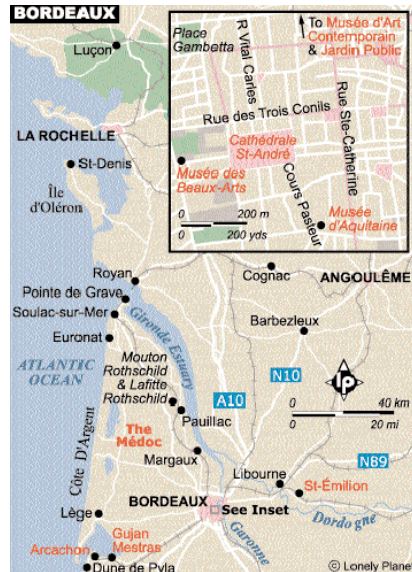 BORDEAUX
Luçon
LA ROCHELLE
St-Denis
Île
d'Oléron
To Musée d'Art
Contemporain
& Jardin Public
Place
Gambetta
R Vital Carles
Rue des Trois Conils
Rue Ste-Catherine
Cathédrale
St-André
Musée des
Beaux-Arts
Cours Pasteur
Musée
d'Aquitaine
0 200 m
0 200 yds
Royan
Cognac
ANGOULÊME
Pointe de Grave
Soulac-sur-Mer
Barbezieux
Euronat
Gironde Estuary
ATLANTIC
OCEAN
Mouton
Rothschild
& Lafitte
Rothschild
N10
A10
lp
0 40 km
0 20 mi
Pauillac
The
Médoc
Côte D'Argent
Margaux
N89
Libourne
St-Émilion
BORDEAUX
See Inset
Dordogne
Garonne
Lège
Gujan
Mestras
Arcachon
Dune de Pyla
© Lonely Plane